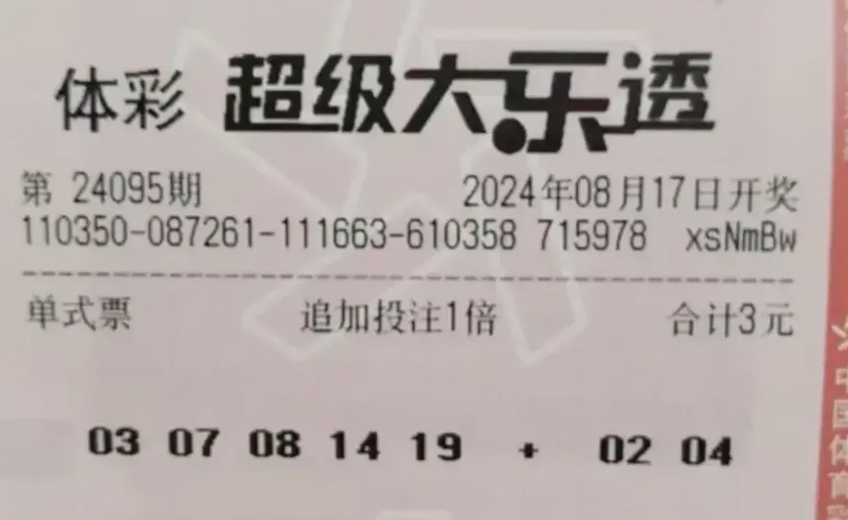 体彩 超级大乐透
第 24095期 2024年08月17日开奖
110350-087261-111663-610358 715978 xsNmBw
单式票 追加投注1倍 合计3元
03 07 08 14 19 + 02 04
中国体育